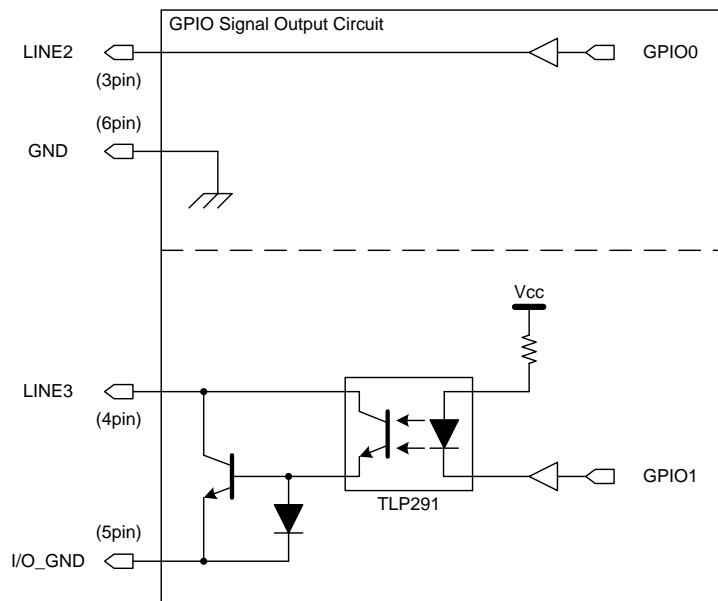 GPIO Signal Output Circuit
LINE2
(3pin)
GPIO0
(6pin)
GND
Vcc
LINE3
(4pin)
GPIO1
TLP291
(5pin)
I/O_GND